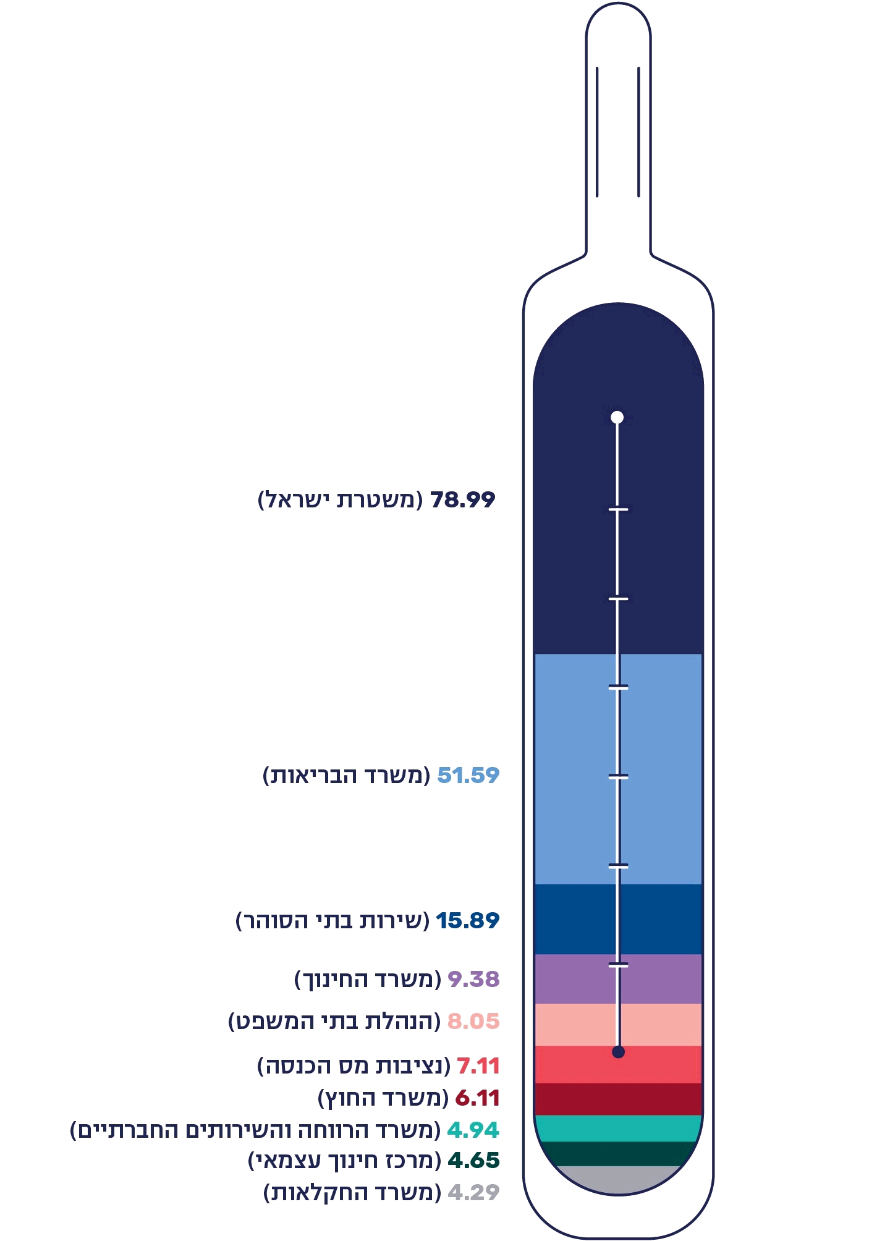 78.99 (משטרת ישראל)
51.59 (משרד הבריאות)
15.89 (שירות בתי הסוהר)
9.38 (משרד החינוך)
8.05 (הנהלת בתי המשפט)
7.11 (נציבות מס הכנסה)
6.11 (משרד החוץ)
4.94 (משרד הרווחה והשירותים החברתיים)
4.65 (מרכז חינוך עצמאי)
4.29 (משרד החקלאות)